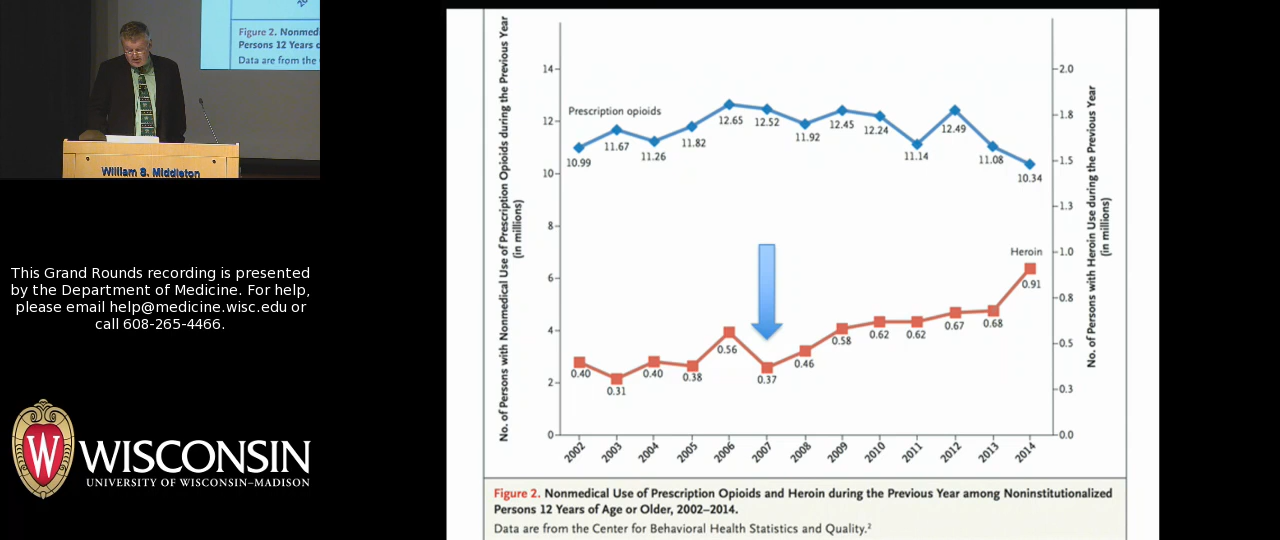 Figure 2. Nonmed
Persons 12 Years o
Data are from the C
William S. Middleton
This Grand Rounds recording is presented
by the Department of Medicine. For help,
please email help@medicine.wisc.edu or
call 608-265-4466.
W
WISCONSIN
UNIVERSITY OF WISCONSIN–MADISON
No. of Persons with Nonmedical Use of Prescription Opioids during the Previous Year
(in millions)
14
12
10
8
6
4
2
0
Prescription opioids
10.99
11.67
11.26
11.82
12.65
12.52
11.92
12.45
12.24
11.14
12.49
11.08
10.34
Heroin
0.40
0.31
0.40
0.38
0.56
0.37
0.46
0.58
0.62
0.62
0.67
0.68
0.91
2.0
1.8
1.5
1.3
1.0
0.8
0.5
0.3
0.0
No. of Persons with Heroin Use during the Previous Year
(in millions)
2002
2003
2004
2005
2006
2007
2008
2009
2010
2011
2012
2013
2014
Figure 2. Nonmedical Use of Prescription Opioids and Heroin during the Previous Year among Noninstitutionalized
Persons 12 Years of Age or Older, 2002–2014.
Data are from the Center for Behavioral Health Statistics and Quality.²